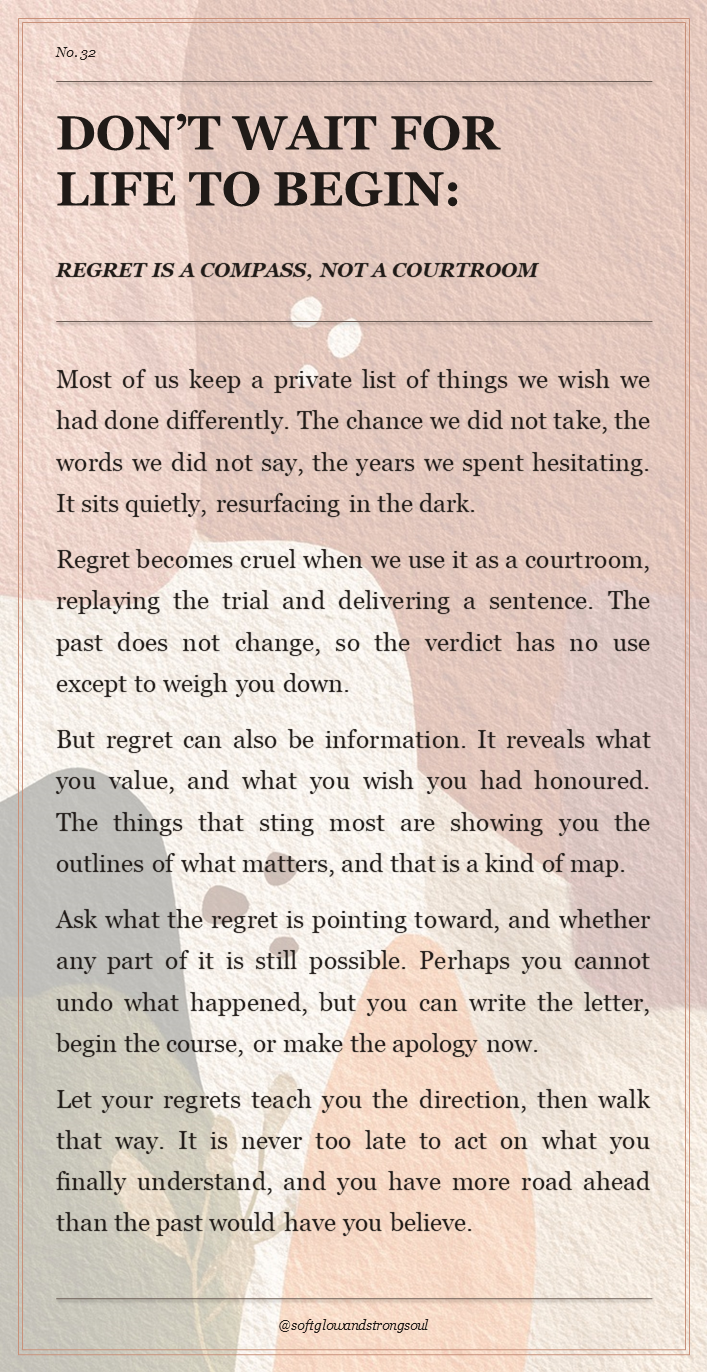 No. 32
DON’T WAIT FOR
LIFE TO BEGIN:
REGRET IS A COMPASS, NOT A COURTROOM
Most of us keep a private list of things we wish we
had done differently. The chance we did not take, the
words we did not say, the years we spent hesitating.
It sits quietly, resurfacing in the dark.
Regret becomes cruel when we use it as a courtroom,
replaying the trial and delivering a sentence. The
past does not change, so the verdict has no use
except to weigh you down.
But regret can also be information. It reveals what
you value, and what you wish you had honoured.
The things that sting most are showing you the
outlines of what matters, and that is a kind of map.
Ask what the regret is pointing toward, and whether
any part of it is still possible. Perhaps you cannot
undo what happened, but you can write the letter,
begin the course, or make the apology now.
Let your regrets teach you the direction, then walk
that way. It is never too late to act on what you
finally understand, and you have more road ahead
than the past would have you believe.
@softglowandstrongsoul